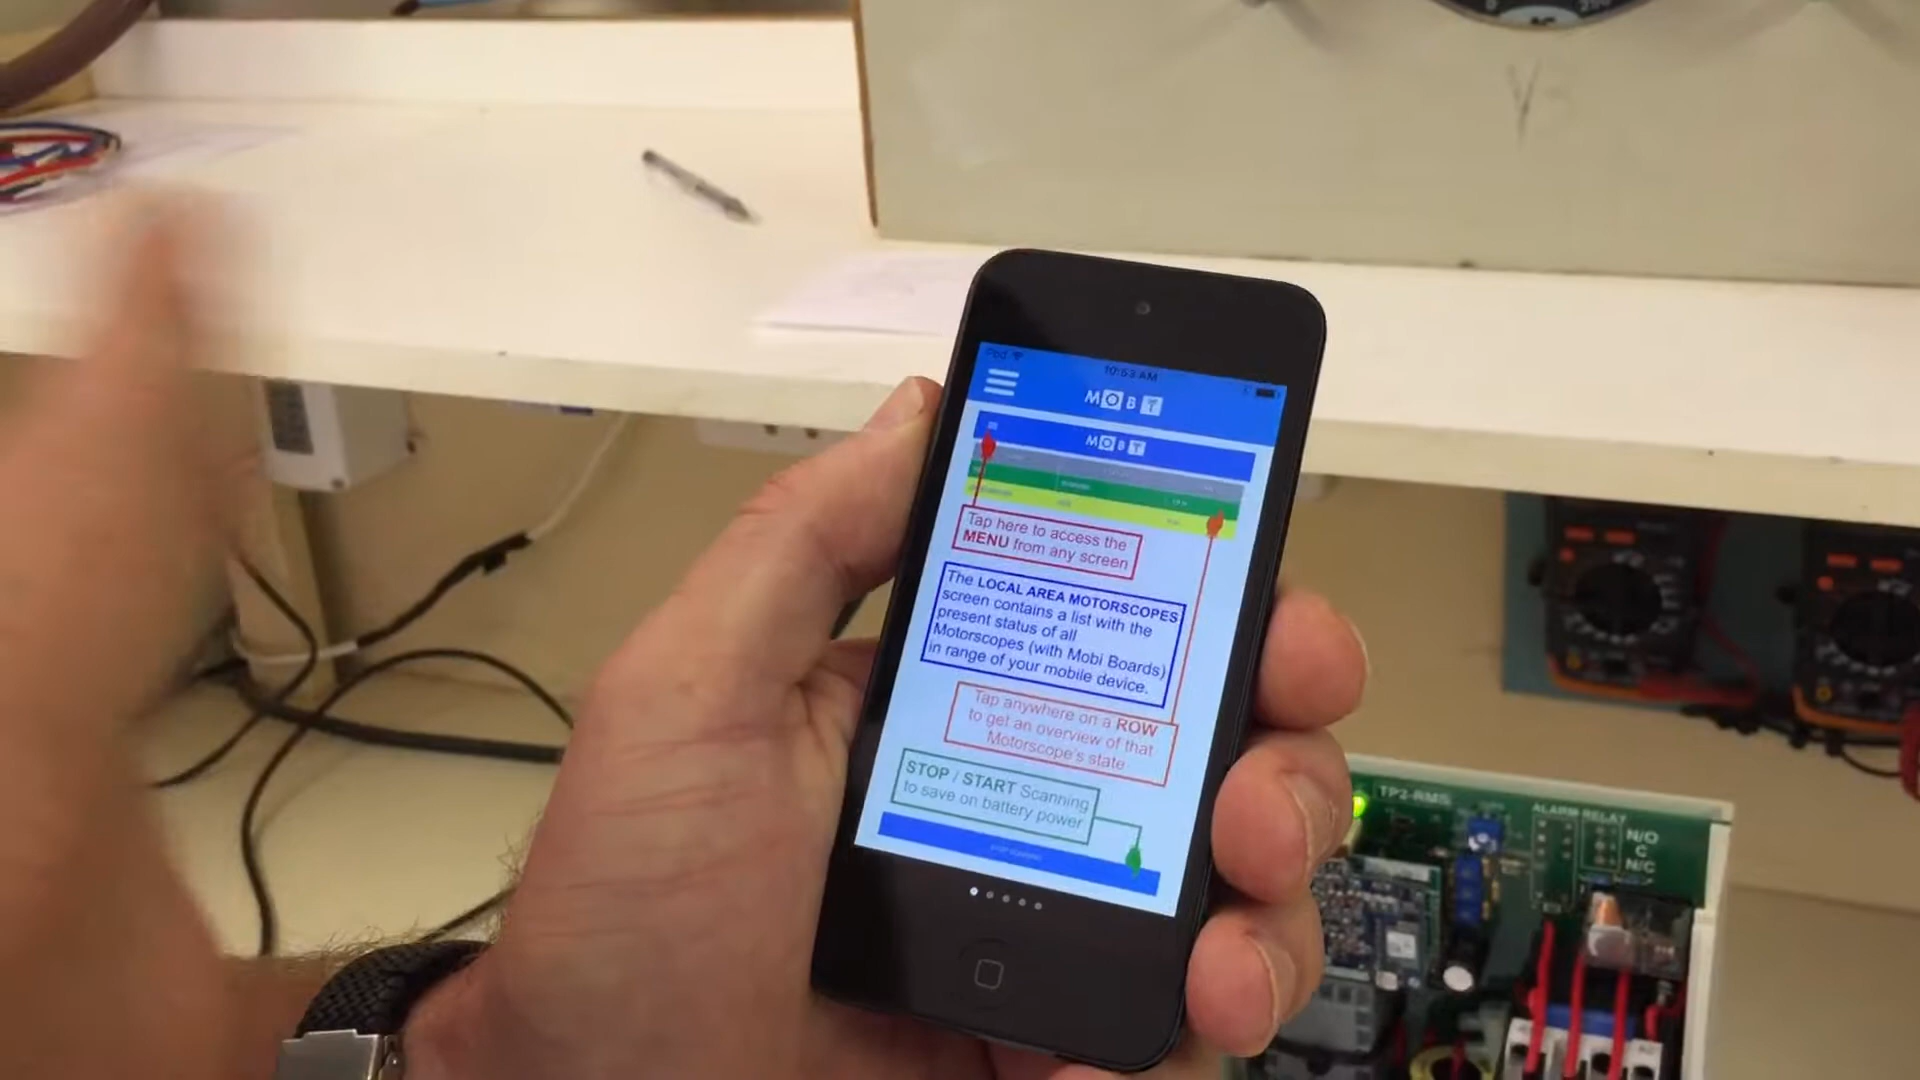 iPod
10:53 AM
MOBI
MOBI
Tap here to access the
MENU from any screen
The LOCAL AREA MOTORSCOPES
screen contains a list with the
present status of all
Motorscopes (with Mobi Boards)
in range of your mobile device.
Tap anywhere on a ROW
to get an overview of that
Motorscope's state
STOP / START Scanning
to save on battery power
TP2-RMS
ALARM RELAY
N/O
C
N/C